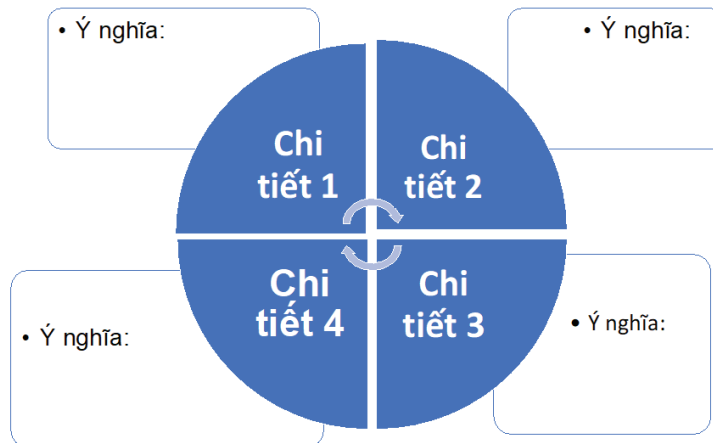 • Ý nghĩa:
• Ý nghĩa:
Chi
tiết 1
Chi
tiết 2
Chi
tiết 4
Chi
tiết 3
• Ý nghĩa:
• Ý nghĩa: